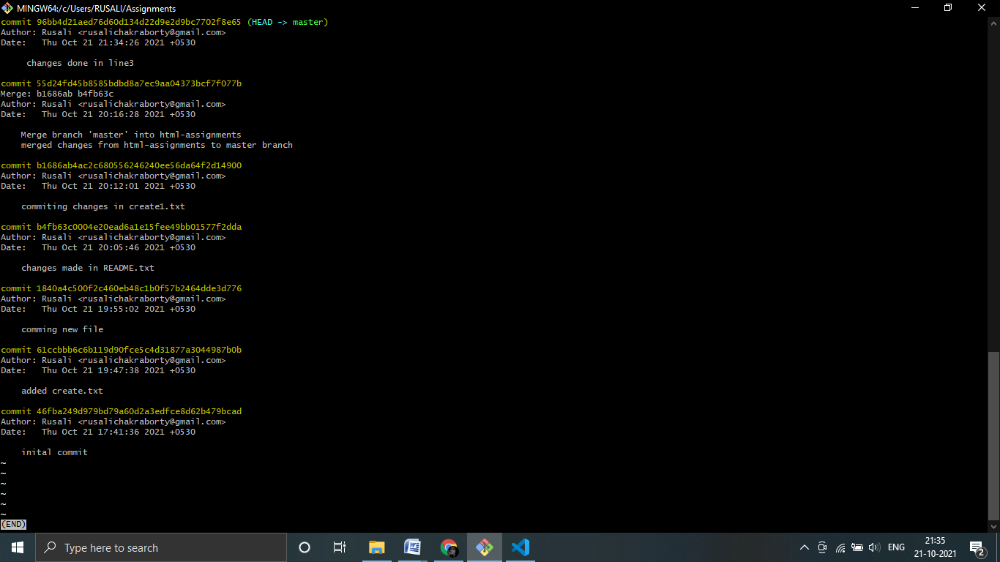 MINGW64:/c/Users/RUSALI/Assignments
commit 96bb4d21aed76d60d134d22d9e2d9bc7702f8e65 (HEAD -> master)
Author: Rusali <rusalichakraborty@gmail.com>
Date:   Thu Oct 21 21:34:26 2021 +0530
changes done in line3
commit 55d24fd45b8585bdbd8a7ec9aa04373bcf7f077b
Merge: b1686ab b4fb63c
Author: Rusali <rusalichakraborty@gmail.com>
Date:   Thu Oct 21 20:16:28 2021 +0530
Merge branch 'master' into html-assignments
merged changes from html-assignments to master branch
commit b1686ab4ac2c680556246240ee56da64f2d14900
Author: Rusali <rusalichakraborty@gmail.com>
Date:   Thu Oct 21 20:12:01 2021 +0530
commiting changes in create1.txt
commit b4fb63c0004e20ead6a1e15fee49bb01577f2dda
Author: Rusali <rusalichakraborty@gmail.com>
Date:   Thu Oct 21 20:05:46 2021 +0530
changes made in README.txt
commit 1840a4c500f2c460eb48c1b0f57b2464dde3d776
Author: Rusali <rusalichakraborty@gmail.com>
Date:   Thu Oct 21 19:55:02 2021 +0530
comming new file
commit 61ccbbb6c6b119d90fce5c4d31877a3044987b0b
Author: Rusali <rusalichakraborty@gmail.com>
Date:   Thu Oct 21 19:47:38 2021 +0530
added create.txt
commit 46fba249d979bd79a60d2a3edfce8d62b479bcad
Author: Rusali <rusalichakraborty@gmail.com>
Date:   Thu Oct 21 17:41:36 2021 +0530
inital commit
~
~
~
~
~
~
(END)
Type here to search
ENG
21:35
21-10-2021
2